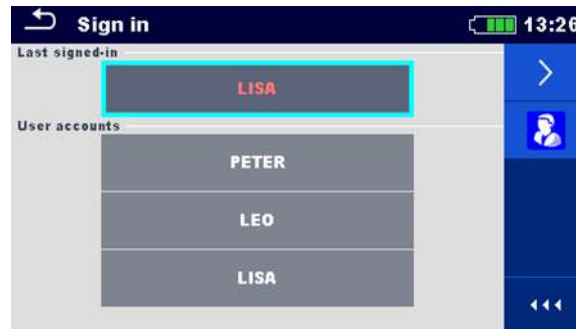 Sign in
13:26
Last signed-in
LISA
User accounts
PETER
LEO
LISA